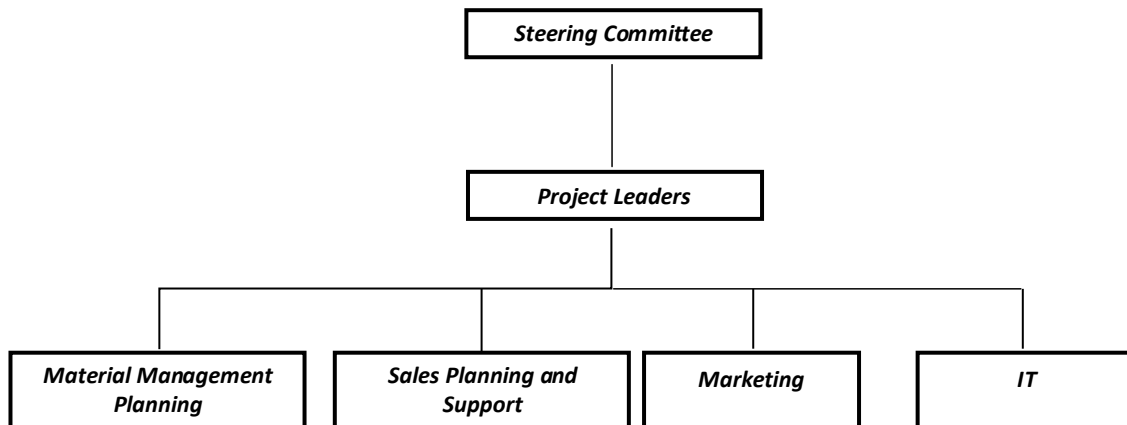 Steering Committee
Project Leaders
Material Management
Planning
Sales Planning and
Support
Marketing
IT